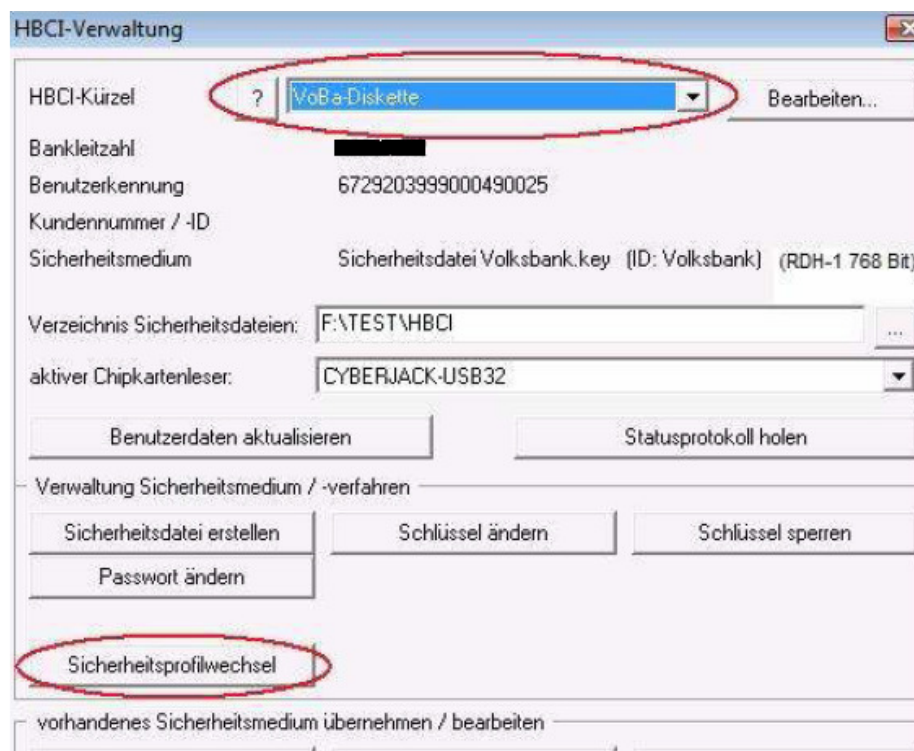 HBCI-Verwaltung
HBCI-Kürzel ? VoBa-Diskette Bearbeiten...
Bankleitzahl
Benutzerkennung 6729203999000490025
Kundennummer / -ID
Sicherheitsmedium Sicherheitsdatei Volksbank.key (ID: Volksbank) (RDH-1 768 Bit)
Verzeichnis Sicherheitsdateien: F:\TEST\HBCI ...
aktiver Chipkartenleser: CYBERJACK-USB32
Benutzerdaten aktualisieren Statusprotokoll holen
Verwaltung Sicherheitsmedium / -verfahren
Sicherheitsdatei erstellen Schlüssel ändern Schlüssel sperren
Passwort ändern
Sicherheitsprofilwechsel
vorhandenes Sicherheitsmedium übernehmen / bearbeiten